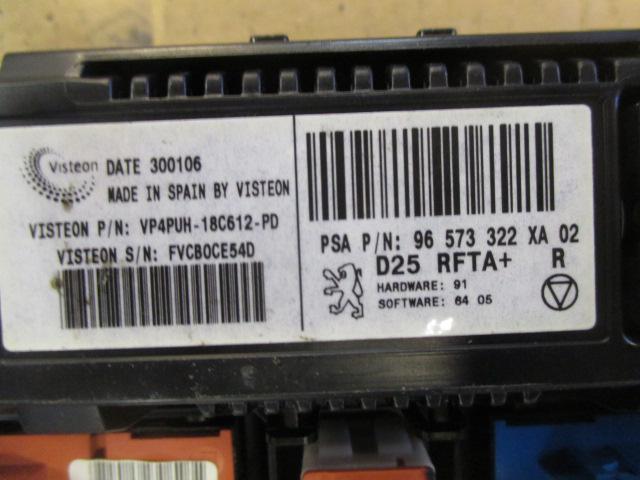 Visteon DATE 300106
MADE IN SPAIN BY VISTEON
VISTEON P/N: VP4PUH-18C612-PD
VISTEON S/N: FVCB0CE54D
PSA P/N: 96 573 322 XA 02
D25 RFTA+ R
HARDWARE: 91
SOFTWARE: 64 05